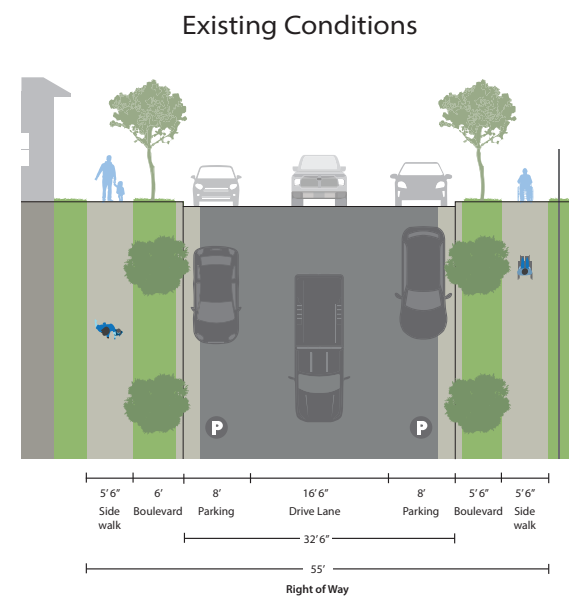 Existing Conditions
P P
5' 6" 6' 8' 16' 6" 8' 5' 6" 5' 6"
Side Boulevard Parking Drive Lane Parking Boulevard Side
walk walk
32' 6"
55'
Right of Way